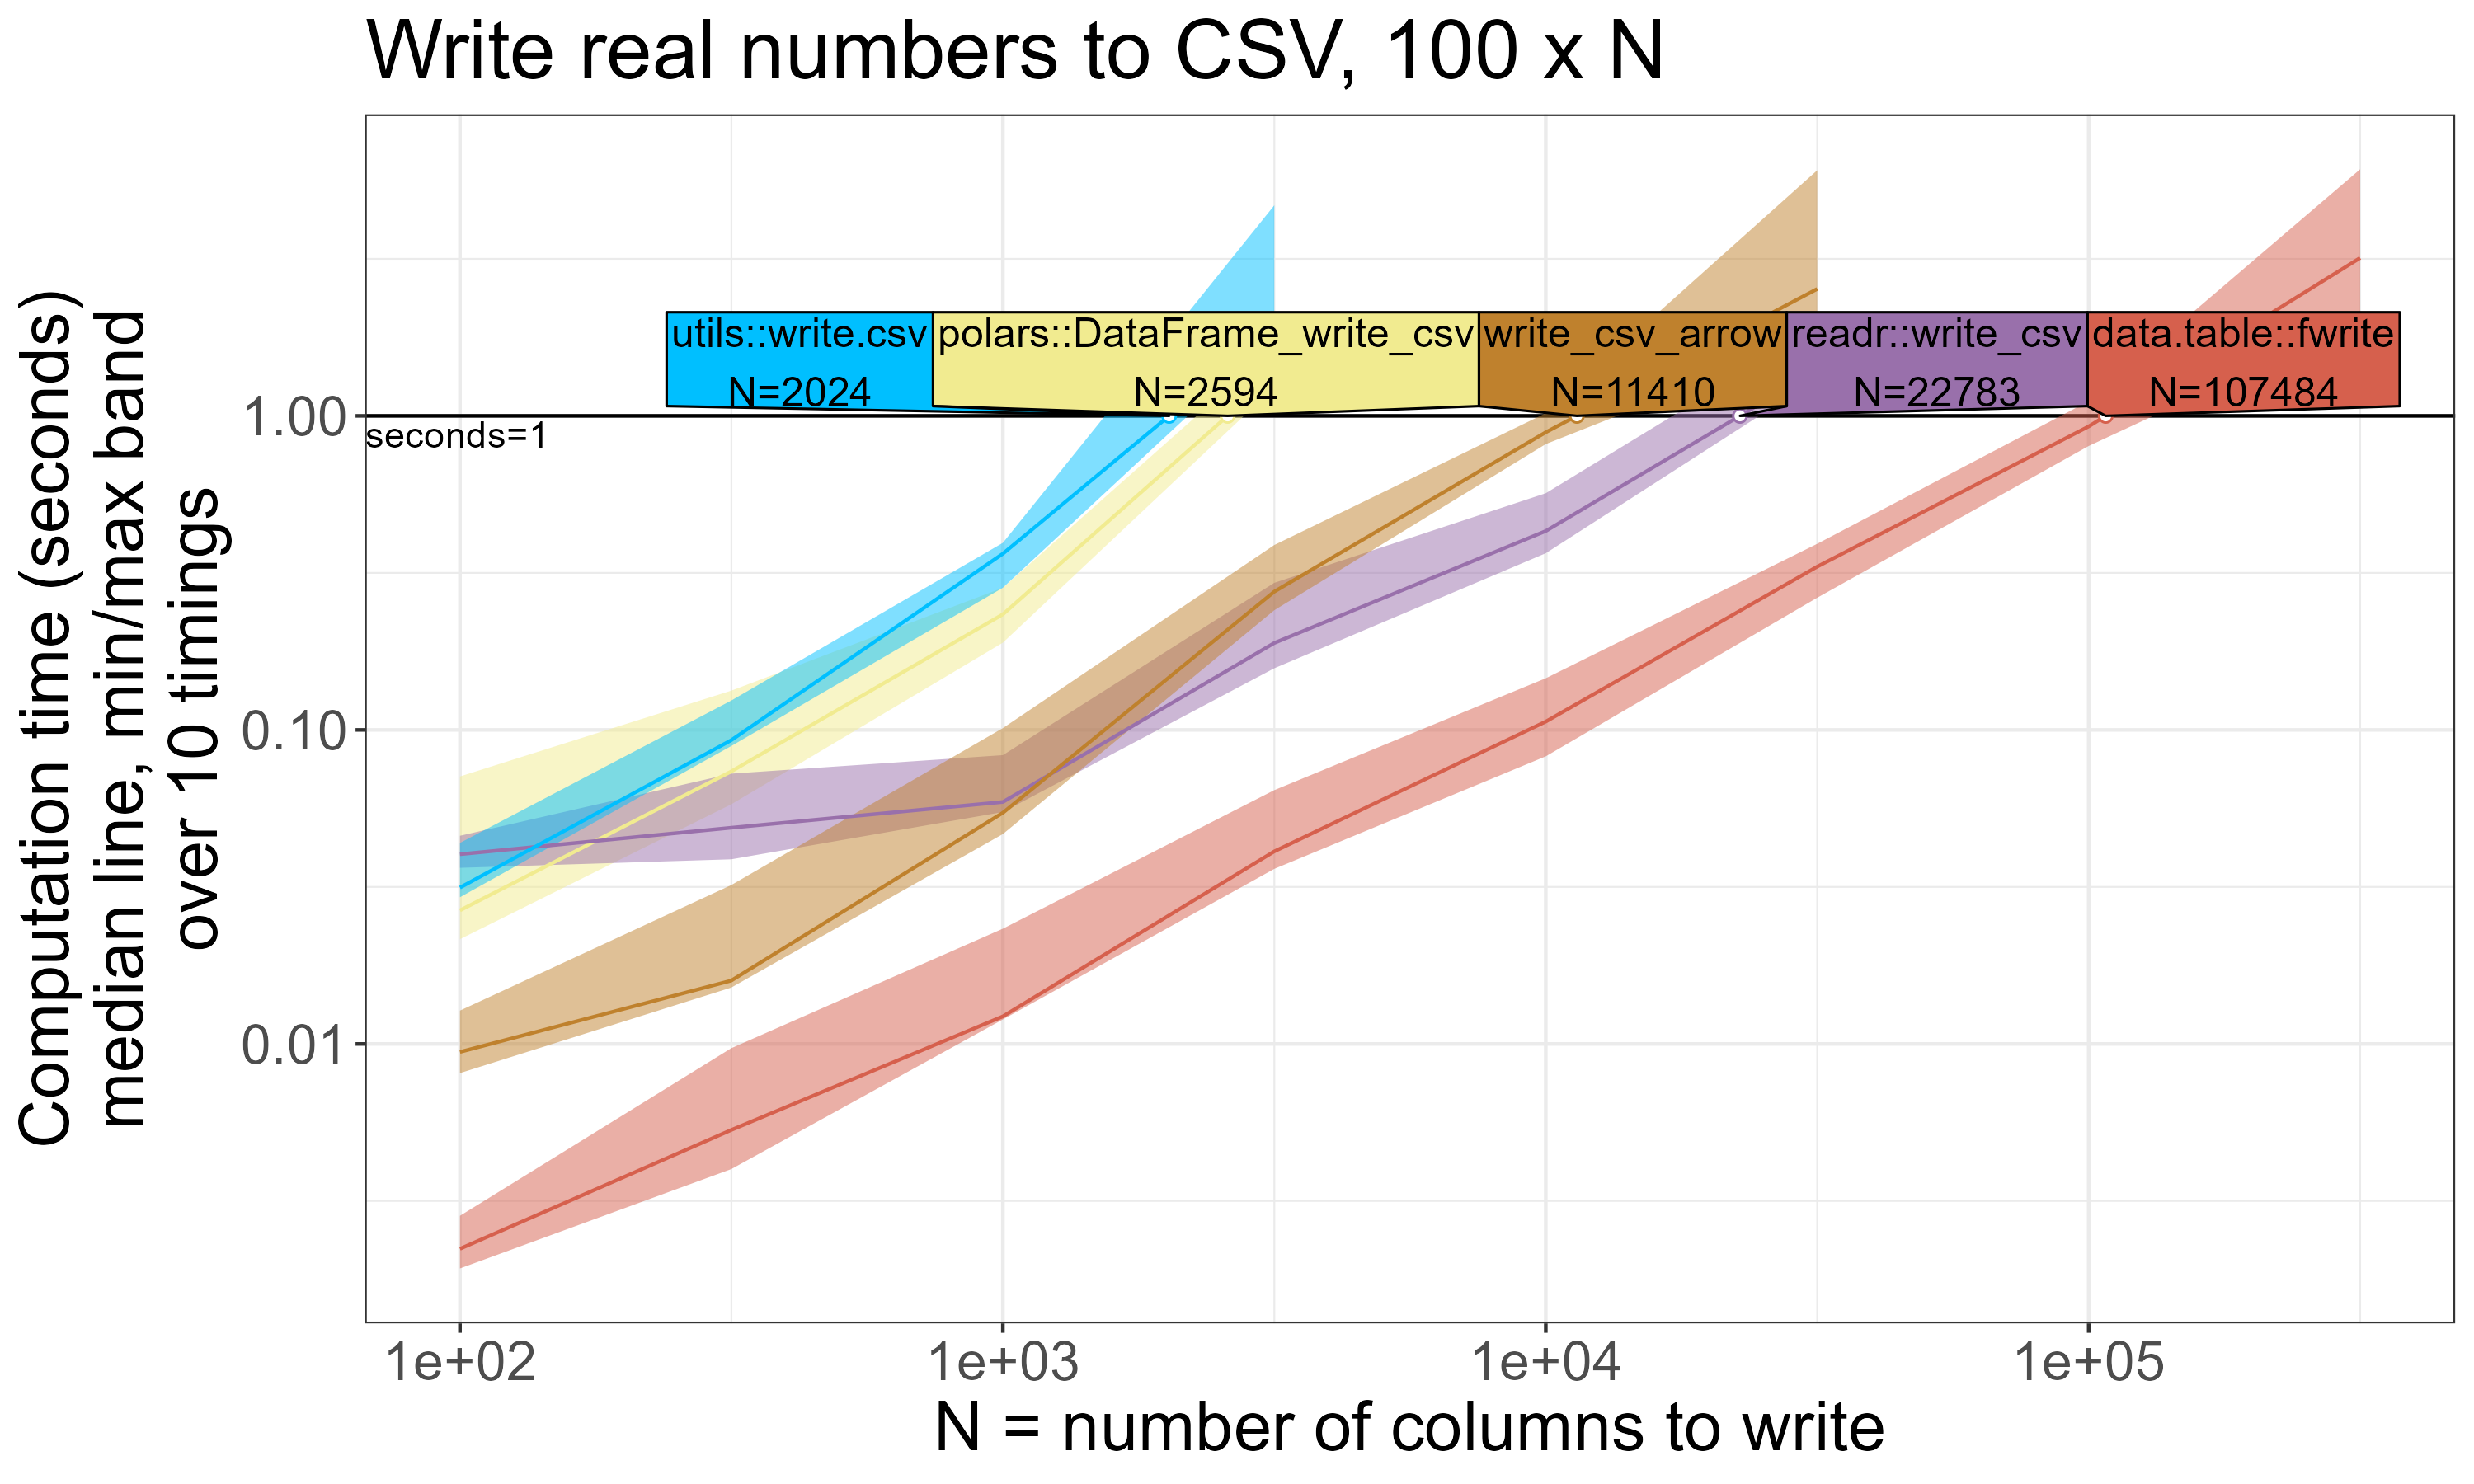 Write real numbers to CSV, 100 x N
Computation time (seconds)
median line, min/max band
over 10 timings
1.00
0.10
0.01
utils::write.csv
N=2024
polars::DataFrame_write_csv
N=2594
write_csv_arrow
N=11410
readr::write_csv
N=22783
data.table::fwrite
N=107484
seconds=1
1e+02
1e+03
1e+04
1e+05
N = number of columns to write